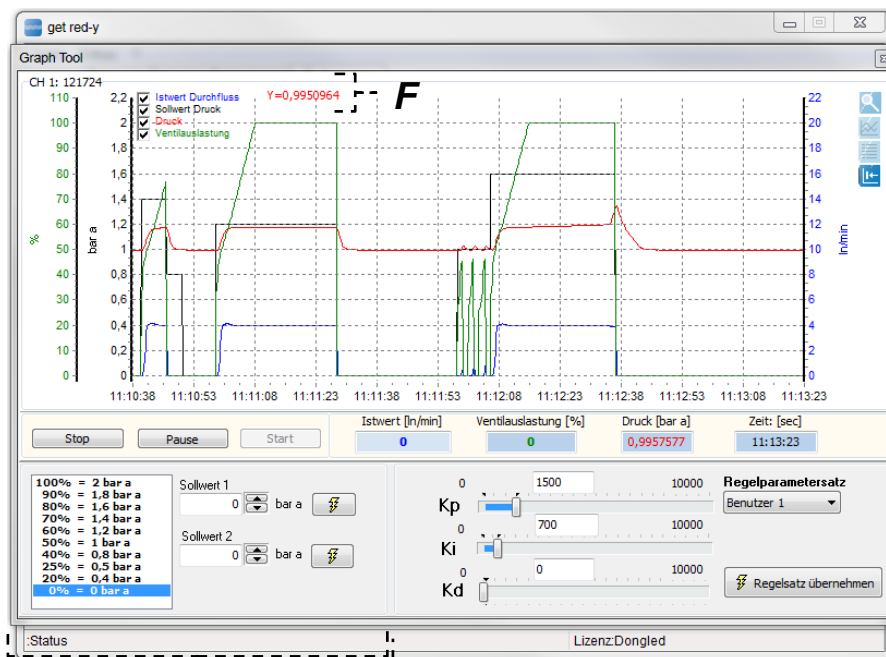 get red-y
Graph Tool
CH 1: 121724
F
Y=0,9950964
Istwert Durchfluss
Sollwert Druck
Druck
Ventilauslastung
110 2,2 22
100 2 20
90 1,8 18
80 1,6 16
70 1,4 14
60 1,2 12
50 1 10
40 0,8 8
30 0,6 6
20 0,4 4
10 0,2 2
0 0 0
% bar a ln/min
11:10:38 11:10:53 11:11:08 11:11:23 11:11:38 11:11:53 11:12:08 11:12:23 11:12:38 11:12:53 11:13:08 11:13:23
Stop Pause Start
Istwert [ln/min] Ventilauslastung [%] Druck [bar a] Zeit: [sec]
0 0 0,9957577 11:13:23
100% = 2 bar a
90% = 1,8 bar a
80% = 1,6 bar a
70% = 1,4 bar a
60% = 1,2 bar a
50% = 1 bar a
40% = 0,8 bar a
25% = 0,5 bar a
20% = 0,4 bar a
0% = 0 bar a
Sollwert 1
0 bar a
Sollwert 2
0 bar a
0 1500 10000
Kp
0 700 10000
Ki
0 0 10000
Kd
Regelparametersatz
Benutzer 1
Regelsatz übernehmen
:Status Lizenz:Dongled